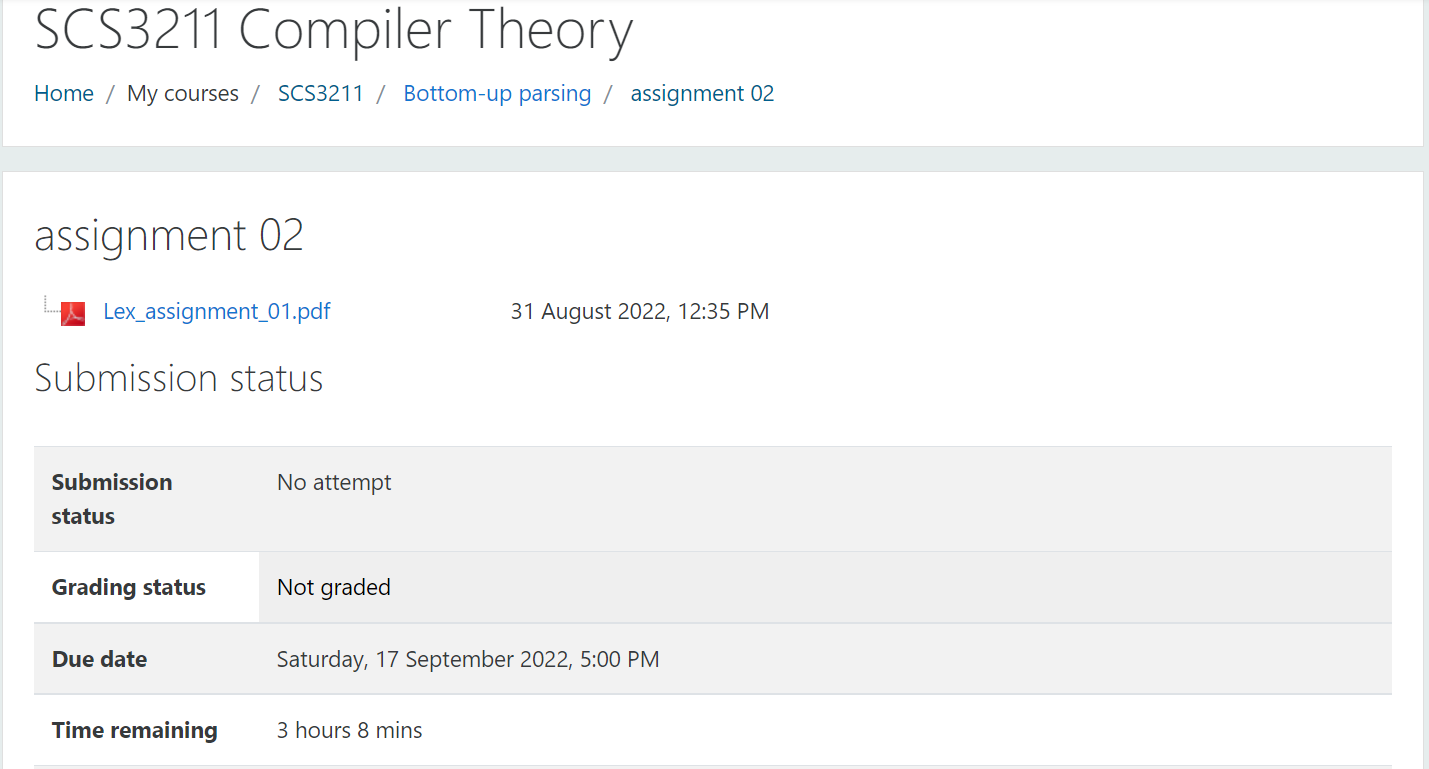 SCS3211 Compiler Theory
Home / My courses / SCS3211 / Bottom-up parsing / assignment 02
assignment 02
Lex_assignment_01.pdf 31 August 2022, 12:35 PM
Submission status
Submission No attempt
status
Grading status Not graded
Due date Saturday, 17 September 2022, 5:00 PM
Time remaining 3 hours 8 mins